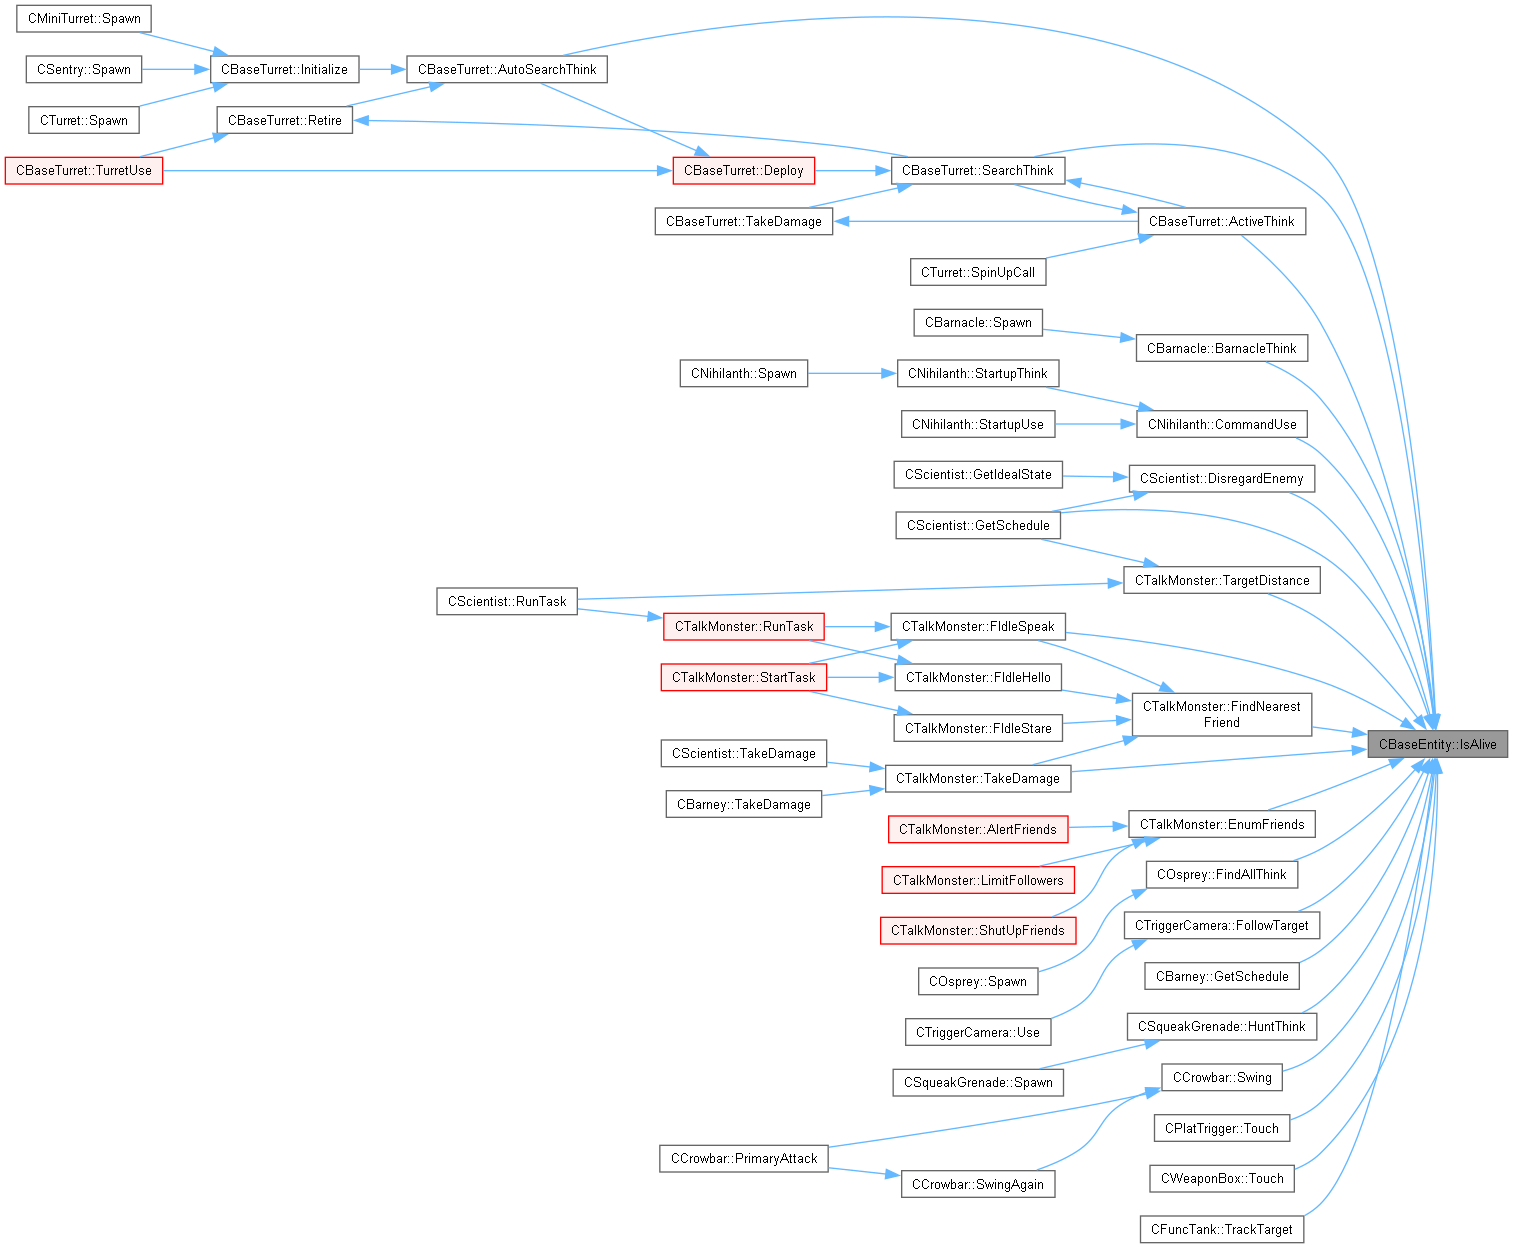 CMiniTurret::Spawn
CSentry::Spawn
CTurret::Spawn
CBaseTurret::TurretUse
CBaseTurret::Initialize
CBaseTurret::Retire
CBaseTurret::AutoSearchThink
CBaseTurret::Deploy
CBaseTurret::SearchThink
CBaseTurret::TakeDamage
CBaseTurret::ActiveThink
CTurret::SpinUpCall
CBarnacle::Spawn
CBarnacle::BarnacleThink
CNihilanth::Spawn
CNihilanth::StartupThink
CNihilanth::StartupUse
CNihilanth::CommandUse
CScientist::GetIdealState
CScientist::DisregardEnemy
CScientist::GetSchedule
CTalkMonster::TargetDistance
CScientist::RunTask
CTalkMonster::RunTask
CTalkMonster::FIdleSpeak
CTalkMonster::StartTask
CTalkMonster::FIdleHello
CTalkMonster::FIdleStare
CTalkMonster::FindNearest
Friend
CBaseEntity::IsAlive
CScientist::TakeDamage
CBarney::TakeDamage
CTalkMonster::TakeDamage
CTalkMonster::AlertFriends
CTalkMonster::EnumFriends
CTalkMonster::LimitFollowers
CTalkMonster::ShutUpFriends
COsprey::FindAllThink
COsprey::Spawn
CTriggerCamera::FollowTarget
CTriggerCamera::Use
CBarney::GetSchedule
CSqueakGrenade::HuntThink
CSqueakGrenade::Spawn
CCrowbar::Swing
CCrowbar::PrimaryAttack
CCrowbar::SwingAgain
CPlatTrigger::Touch
CWeaponBox::Touch
CFuncTank::TrackTarget